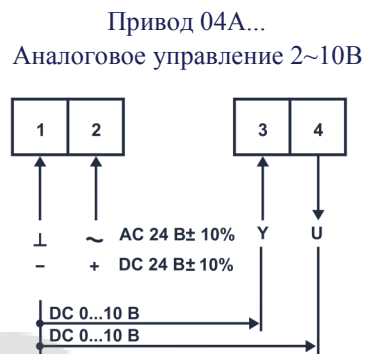 Привод 04А...
Аналоговое управление 2~10В
1 2 3 4
⊥ ~ AC 24 В± 10% Y U
– + DC 24 В± 10%
DC 0...10 В
DC 0...10 В